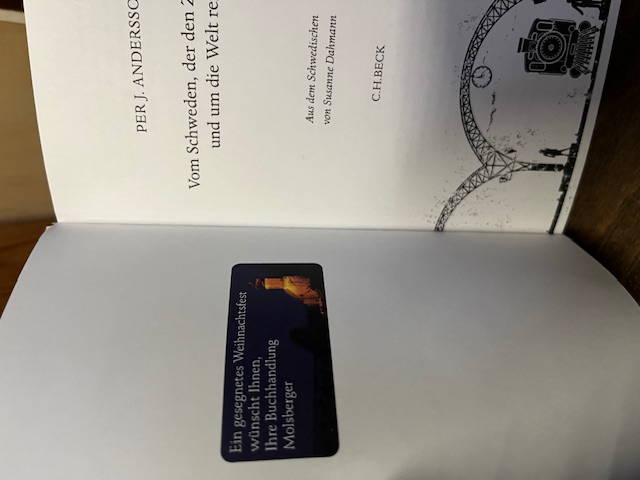 Ein gesegnetes Weihnachtsfest
wünscht Ihnen,
Ihre Buchhandlung
Molsberger
PER J. ANDERSSO
Vom Schweden, der den 2
und um die Welt re
Aus dem Schwedischen
von Susanne Dahmann
C.H.BECK